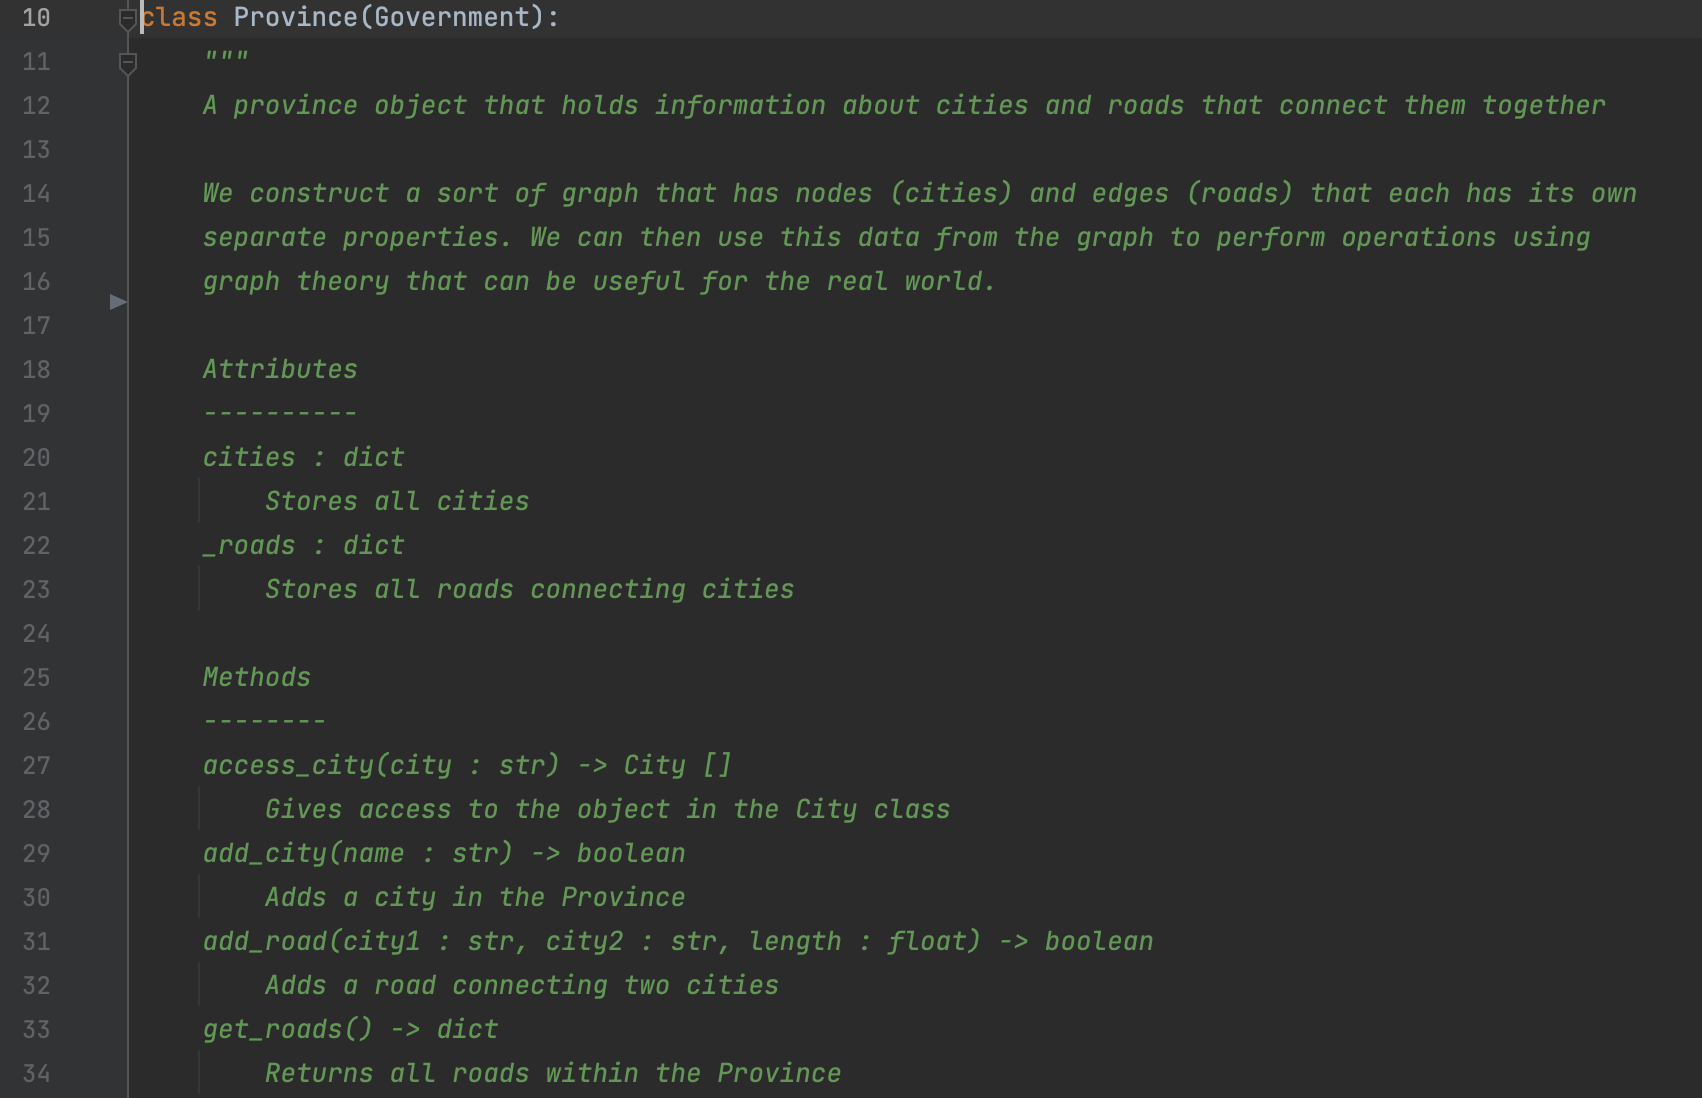 10 class Province(Government):
11     """
12     A province object that holds information about cities and roads that connect them together
13
14     We construct a sort of graph that has nodes (cities) and edges (roads) that each has its own
15     separate properties. We can then use this data from the graph to perform operations using
16     graph theory that can be useful for the real world.
17
18     Attributes
19     ----------
20     cities : dict
21         Stores all cities
22     _roads : dict
23         Stores all roads connecting cities
24
25     Methods
26     --------
27     access_city(city : str) -> City []
28         Gives access to the object in the City class
29     add_city(name : str) -> boolean
30         Adds a city in the Province
31     add_road(city1 : str, city2 : str, length : float) -> boolean
32         Adds a road connecting two cities
33     get_roads() -> dict
34         Returns all roads within the Province